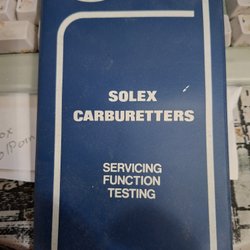 SOLEX
CARBURETTERS
SERVICING
FUNCTION
TESTING